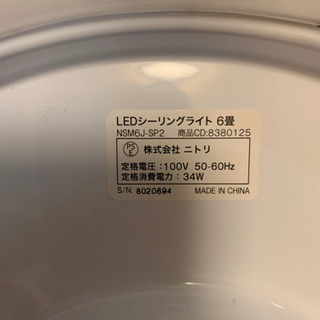 LEDシーリングライト 6畳
NSM6J-SP2 商品CD:8380125
PSE 株式会社 ニトリ
定格電圧:100V 50-60Hz
定格消費電力:34W
S/N: 8020694 MADE IN CHINA